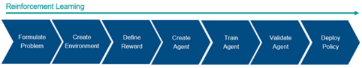 Reinforcement Learning
Formulate
Problem
Create
Environment
Define
Reward
Create
Agent
Train
Agent
Validate
Agent
Deploy
Policy